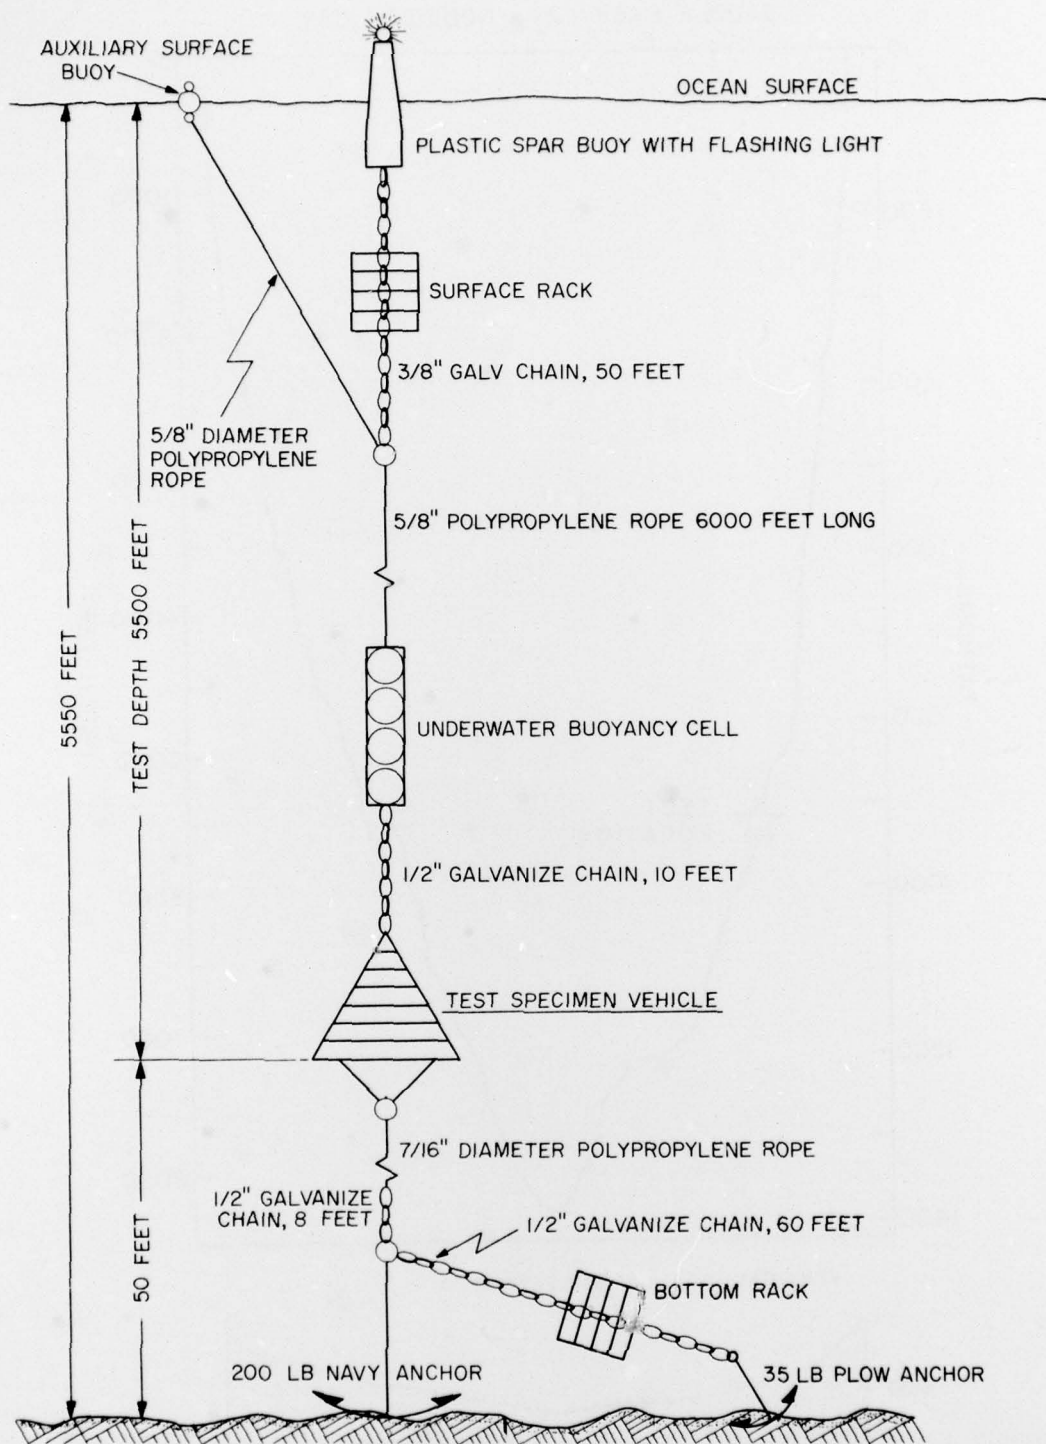 AUXILIARY SURFACE
BUOY
OCEAN SURFACE
PLASTIC SPAR BUOY WITH FLASHING LIGHT
SURFACE RACK
3/8" GALV CHAIN, 50 FEET
5/8" DIAMETER
POLYPROPYLENE
ROPE
5/8" POLYPROPYLENE ROPE 6000 FEET LONG
5550 FEET
TEST DEPTH 5500 FEET
UNDERWATER BUOYANCY CELL
1/2" GALVANIZE CHAIN, 10 FEET
TEST SPECIMEN VEHICLE
7/16" DIAMETER POLYPROPYLENE ROPE
1/2" GALVANIZE
CHAIN, 8 FEET
1/2" GALVANIZE CHAIN, 60 FEET
50 FEET
BOTTOM RACK
200 LB NAVY ANCHOR
35 LB PLOW ANCHOR